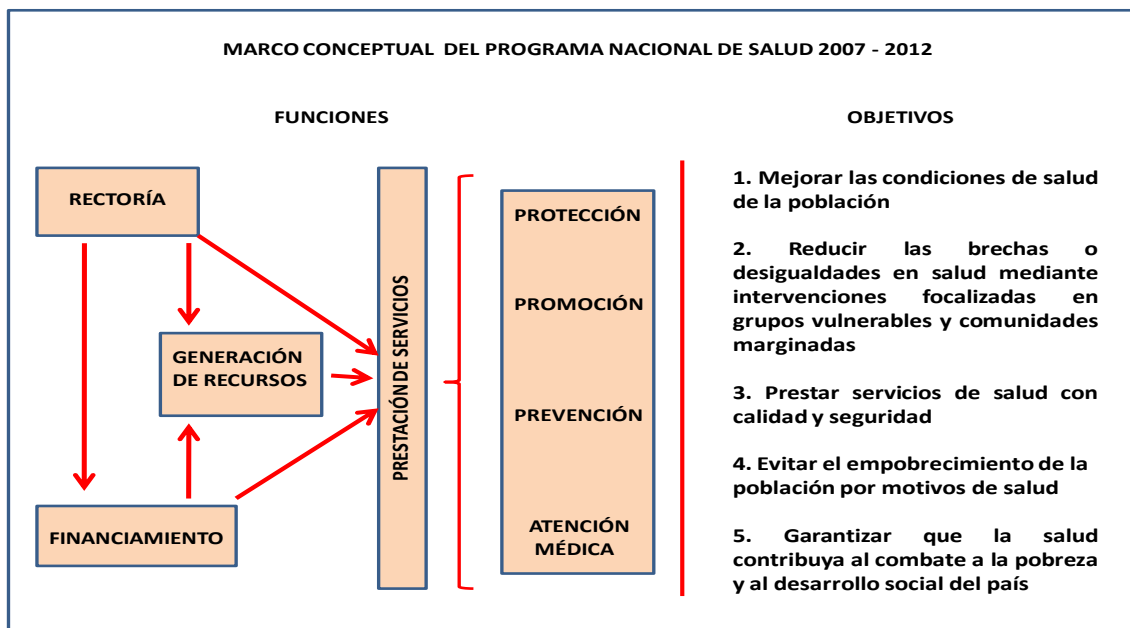 MARCO CONCEPTUAL DEL PROGRAMA NACIONAL DE SALUD 2007 - 2012
FUNCIONES
OBJETIVOS
RECTORÍA
GENERACIÓN
DE RECURSOS
FINANCIAMIENTO
PRESTACIÓN DE SERVICIOS
PROTECCIÓN
PROMOCIÓN
PREVENCIÓN
ATENCIÓN
MÉDICA
1. Mejorar las condiciones de salud
de la población
2. Reducir las brechas o
desigualdades en salud mediante
intervenciones focalizadas en
grupos vulnerables y comunidades
marginadas
3. Prestar servicios de salud con
calidad y seguridad
4. Evitar el empobrecimiento de la
población por motivos de salud
5. Garantizar que la salud
contribuya al combate a la pobreza
y al desarrollo social del país